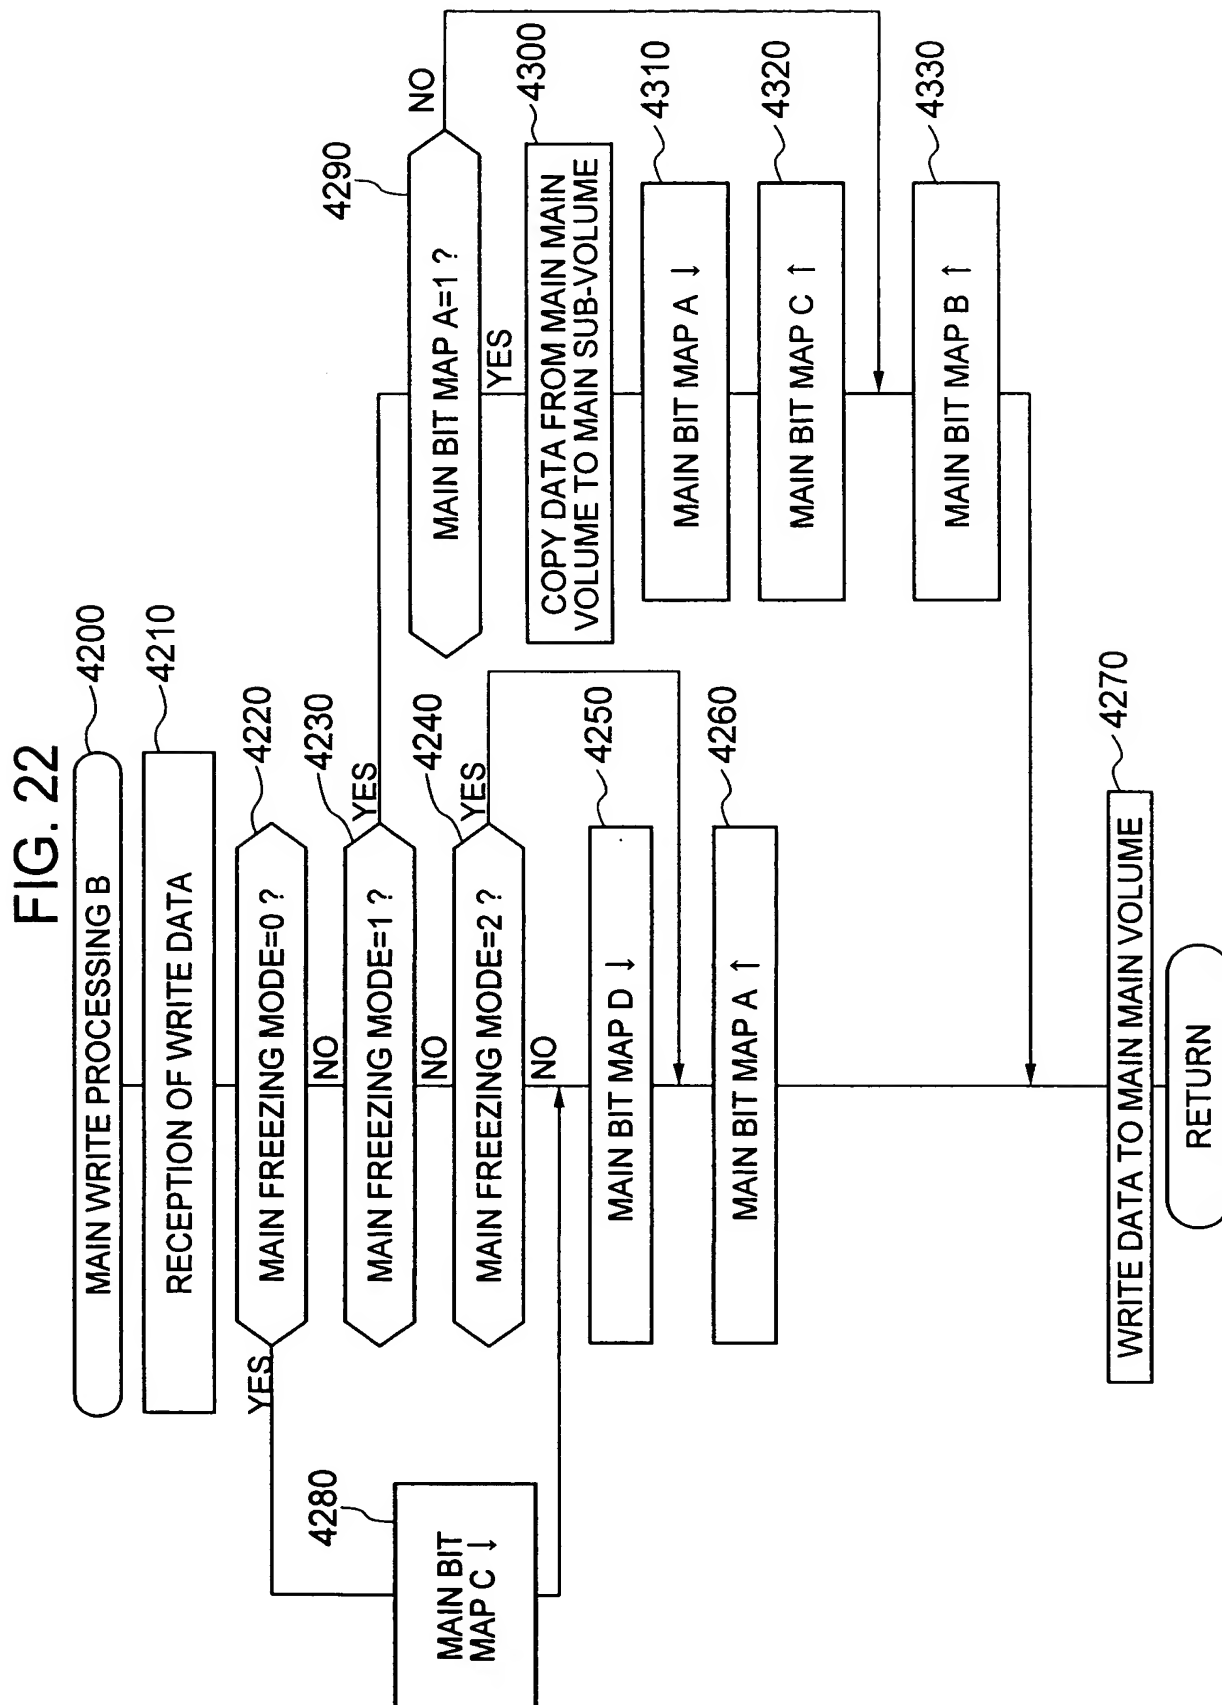 FIG. 22
MAIN WRITE PROCESSING B
4200
RECEPTION OF WRITE DATA
4210
MAIN FREEZING MODE=0 ?
4220
YES
NO
MAIN FREEZING MODE=1 ?
4230
YES
NO
MAIN FREEZING MODE=2 ?
4240
YES
NO
MAIN BIT
MAP C ↓
4280
MAIN BIT MAP D ↓
4250
MAIN BIT MAP A ↑
4260
MAIN BIT MAP A=1 ?
4290
NO
YES
COPY DATA FROM MAIN MAIN
VOLUME TO MAIN SUB-VOLUME
4300
MAIN BIT MAP A ↓
4310
MAIN BIT MAP C ↑
4320
MAIN BIT MAP B ↑
4330
WRITE DATA TO MAIN MAIN VOLUME
4270
RETURN